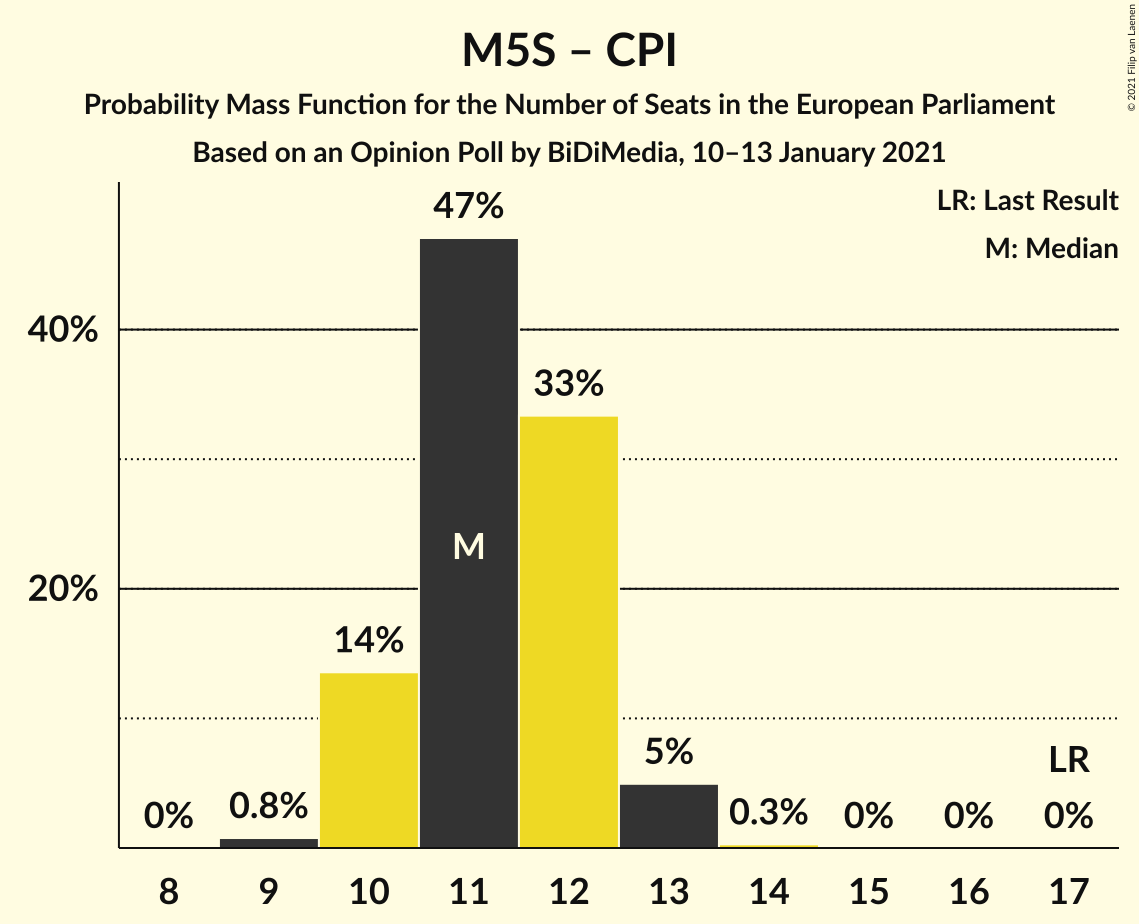 M5S – CPI
Probability Mass Function for the Number of Seats in the European Parliament
Based on an Opinion Poll by BiDiMedia, 10–13 January 2021
© 2021 Filip van Laenen
LR: Last Result
M: Median
40%
20%
0%
0.8%
14%
47%
M
33%
5%
0.3%
0%
0%
LR
0%
8 9 10 11 12 13 14 15 16 17